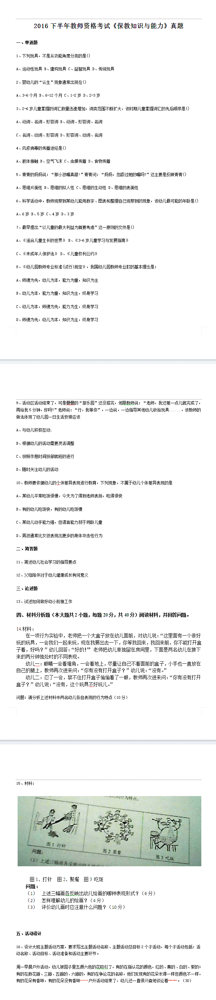 2016 下半年教师资格考试《保教知识与能力》真题
一、单选题
1、下列玩具，不是从功能角度分类的是()
A、运动性玩具 B、建构玩具 C、益智玩具 D、传统玩具
2、婴幼儿的“认生”现象通常出现在()
A、3-6 个月 B、6-12 个月 C、1-2 岁 D、2-3 岁
3、2-6 岁儿童掌握的词汇数量迅速增加，词类范围不断扩大，该时期儿童掌握词汇的先后顺序是()
A、动词、名词、形容词 B、动词、形容词、名词
C、名词、动词、形容词 D、形容词、动词、名词
4、风疹病毒的传播途经是()
A、肢体接触 B、空气飞沫 C、虫媒传播 D、食物传播
5、青青的妈妈说：“那小孩嘴真甜!”青青问：“妈妈，您舔过她的嘴吗?”这主要是反映青青()
A、思维片面性 B、思维的拟人性 C、思维的生动性 D、思维的表面性
6、科学活动中，教师观察到某幼儿能用数字、图表和整理自己观察到的现象，该幼儿最可能的年龄是()
A、6 岁 B、5 岁 C、4 岁 D、3 岁
7、最早提出“以儿童的最大利益为首要考虑”这一原则的文件是()
A、《适合儿童生长的世界》 B、《3-6 岁儿童学习与发展指南》
C、《未成年人保护法》 D、《儿童权利公约》
8、《幼儿园教师专业标准(试行)规定》，我国幼儿园教师专业款的基本理念是：
A、师德为先，幼儿为本，能力为重，知识为主
B、幼儿为本，能力为重，知识为主，终身学习
C、幼儿为本，师德为先，能力为生，终身学习
D、师德为先，幼儿为本，知识为主，终身学习
9、活动区活动结束了，可是曼曼的“游乐园”还没搭完，他跟教师说：“老师，我还差一点儿就完成了，
再给我 5 分钟，好吗?”老师说：“行，我等你”，一边说，一边指导其他幼儿收拾玩具......，该教师的
做法体现了幼儿园一日生活安排应该
A、与幼儿积极互动;
B、根据幼儿的活动需要灵活调整
C、按照作息时间按部就班的进行
D、随时关注幼儿的活动
10、教师要依据幼儿的个休差异表现进行教育，下列现象，不属于幼儿个体差异表现的是
A、某幼儿平常吃饭很慢，今天为了得到老师表扬，吃得很快
B、有的幼儿吃饭快，有的幼儿吃饭慢
C、某幼儿动手能力强，但语言能力弱于同龄儿童
D、男孩通常比女孩表现出更多的身体攻击性行为
二、简答题
11、简述幼儿社会学习的指导要点
12、父母陪伴对于幼儿健康成长有何意义
三、论述题
13、试述如何做好幼小衔接工作
四、材料分析题（本大题共 2 小题，每题 20 分，共 40 分）阅读材料，并回答问题。
14.材料：
在一项行为实验中，老师把一个大盒子放在幼儿面前，对幼儿说：“这里面有一个很好
玩的玩具，一会我们一起来玩，现在我要出去一下，你等我回来，我回来前，你不能打开盒
子看，好吗？”幼儿回答：“好的!” 老师把幼儿单独留在房间里，下面是两名幼儿在接下
来的两分钟独处时的不同表现。
幼儿一：眼睛一会看墙角，一会看地上，尽量让自己不看面前的盒子，小手也一直放在
自己的腿上，教师再次进来问：“你有没有打开盒子？”幼儿说：“没有。”
幼儿二：忍了一会，禁不住打开盒子偷偷看了一眼，教师再次进来问：“你有没有打开
盒子？”幼儿说：“没有，这个玩具不好玩儿。”
问题：请分析上述材料中两名幼儿各自表现的行为特点（10 分）
15、材料：
行为特点。
图 1 打针
图 2 聚餐
图 3 吃饭
问题：
图 1、打针 图 2、聚餐 图 3 吃饭
问题：
（1） 上述三幅画各反映出幼儿绘画的哪种表现形式？（6 分）
（2） 怎样理解幼儿的绘画？（4 分）
（3） 评价幼儿画时应注意什么问题？（10 分）
五、活动设计
16、设计大班主题活动方案，要求写出主题活动名称、主题活动总目标 2 个子活动，每个子活动包括：活
动名称、活动目标、活动准备和活动主要环节。
周一早晨户外活动，幼儿被园子里五颜六色的花吸引了，有的在指认花的颜色，红的、黄的、白的、紫的；
有的在数花瓣、三瓣、五瓣的、六瓣的，有的在争论花的名称，他们发现有的花朵长得一样但颜色不一样，
有的花朵有香味，有的花朵没有香味……户外活动结束了，幼儿还一直很兴奋地谈论着……。（30）